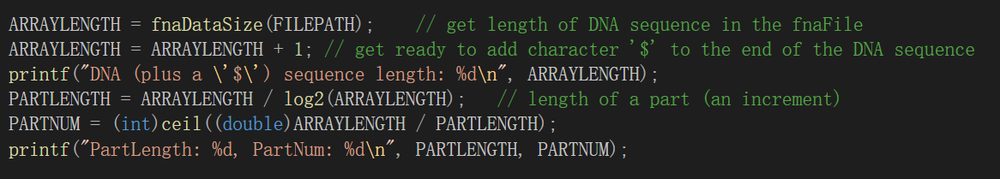 ARRAYLENGTH = fnaDataSize(FILEPATH);    // get length of DNA sequence in the fnaFile
ARRAYLENGTH = ARRAYLENGTH + 1; // get ready to add character '$' to the end of the DNA sequence
printf("DNA (plus a \'$\') sequence length: %d\n", ARRAYLENGTH);
PARTLENGTH = ARRAYLENGTH / log2(ARRAYLENGTH);   // length of a part (an increment)
PARTNUM = (int)ceil((double)ARRAYLENGTH / PARTLENGTH);
printf("PartLength: %d, PartNum: %d\n", PARTLENGTH, PARTNUM);